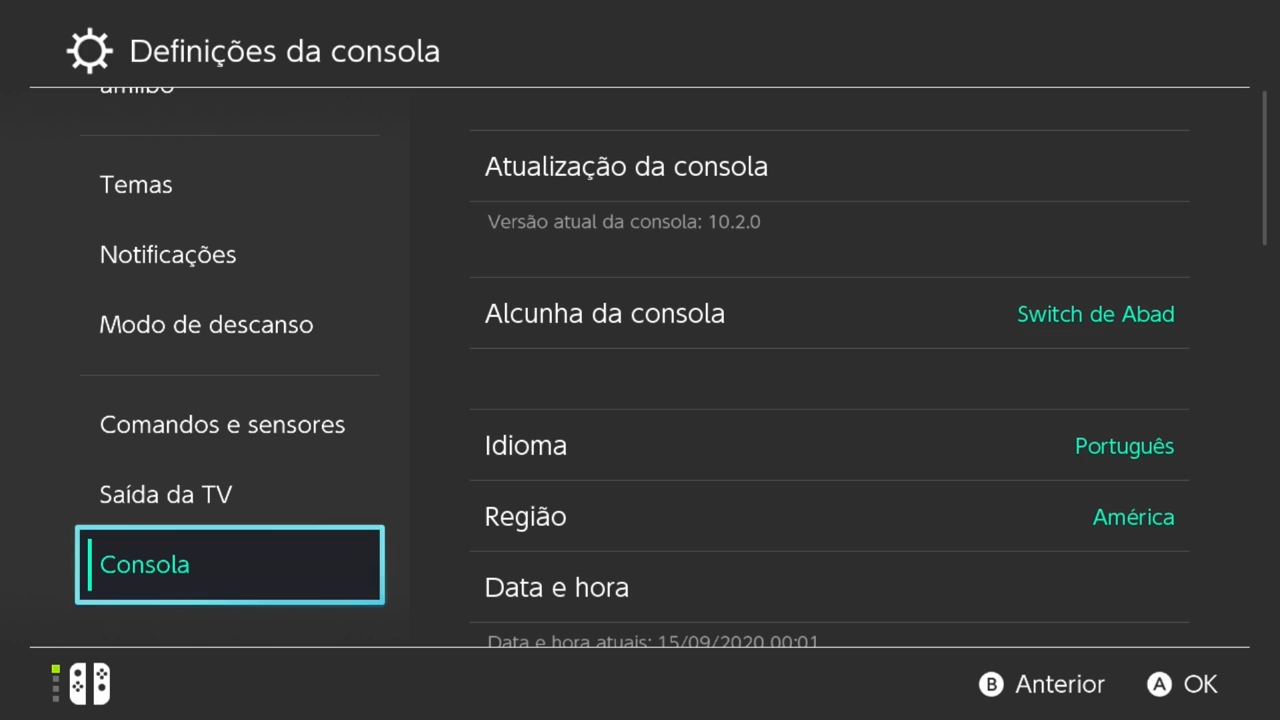 Definições da consola
amiibo
Temas
Notificações
Modo de descanso
Comandos e sensores
Saída da TV
Consola
Atualização da consola
Versão atual da consola: 10.2.0
Alcunha da consola
Switch de Abad
Idioma
Português
Região
América
Data e hora
Data e hora atuais: 15/09/2020 00:01
B Anterior
A OK